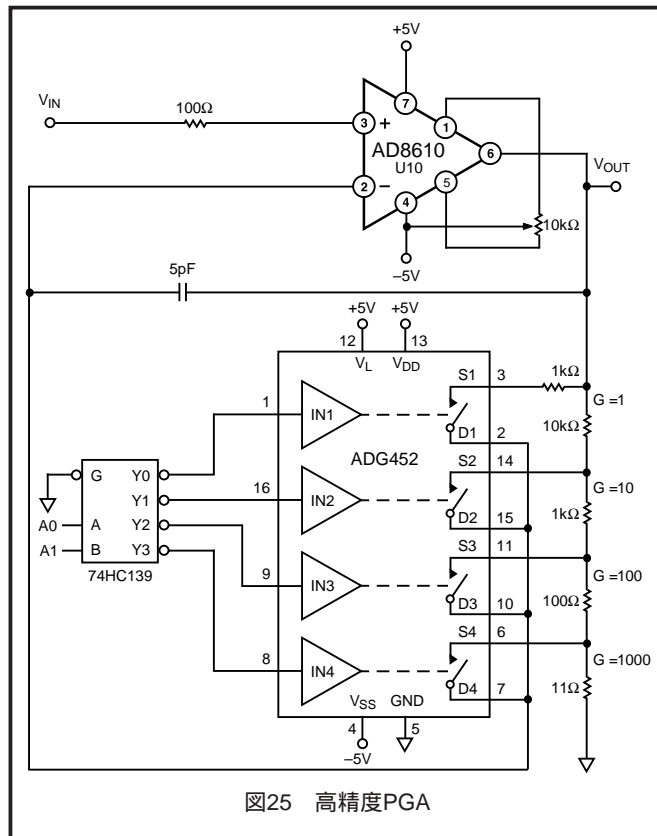 +5V
VIN
100Ω
7
1
3
+
AD8610
6
U10
VOUT
2
−
5
4
10kΩ
−5V
5pF
+5V
+5V
12
13
VL
VDD
S1
3
1kΩ
1
IN1
G =1
D1
2
10kΩ
ADG452
G
Y0
S2
14
G =10
Y1
16
IN2
A0
A
Y2
D2
15
1kΩ
A1
B
Y3
S3
11
G =100
74HC139
9
IN3
D3
10
100Ω
S4
6
G =1000
8
IN4
D4
7
11Ω
VSS
GND
4
5
−5V
図25 高精度PGA